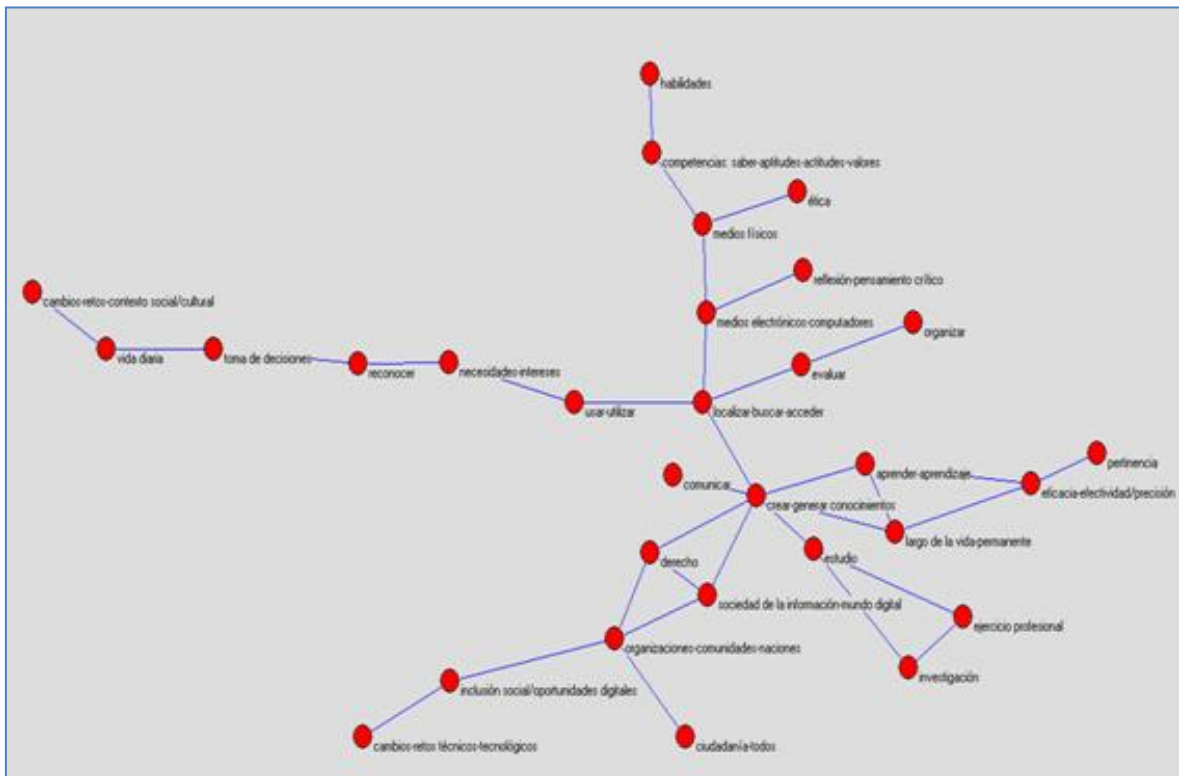 habilidades
competencias: saber-aptitudes-actitudes-valores
ética
medios físicos
reflexión-pensamiento crítico
cambios-retos-contexto social/cultural
medios electrónicos-computadores
organizar
vida diaria
toma de decisiones
reconocer
necesidades-intereses
evaluar
usar-utilizar
localizar-buscar-acceder
pertinencia
aprender-aprendizaje
comunicar
eficacia-efectividad/precisión
crear-generar conocimientos
largo de la vida-permanente
estudio
derecho
sociedad de la información-mundo digital
ejercicio profesional
organizaciones-comunidades-naciones
investigación
inclusión social/oportunidades digitales
cambios-retos técnicos-tecnológicos
ciudadanía-todos